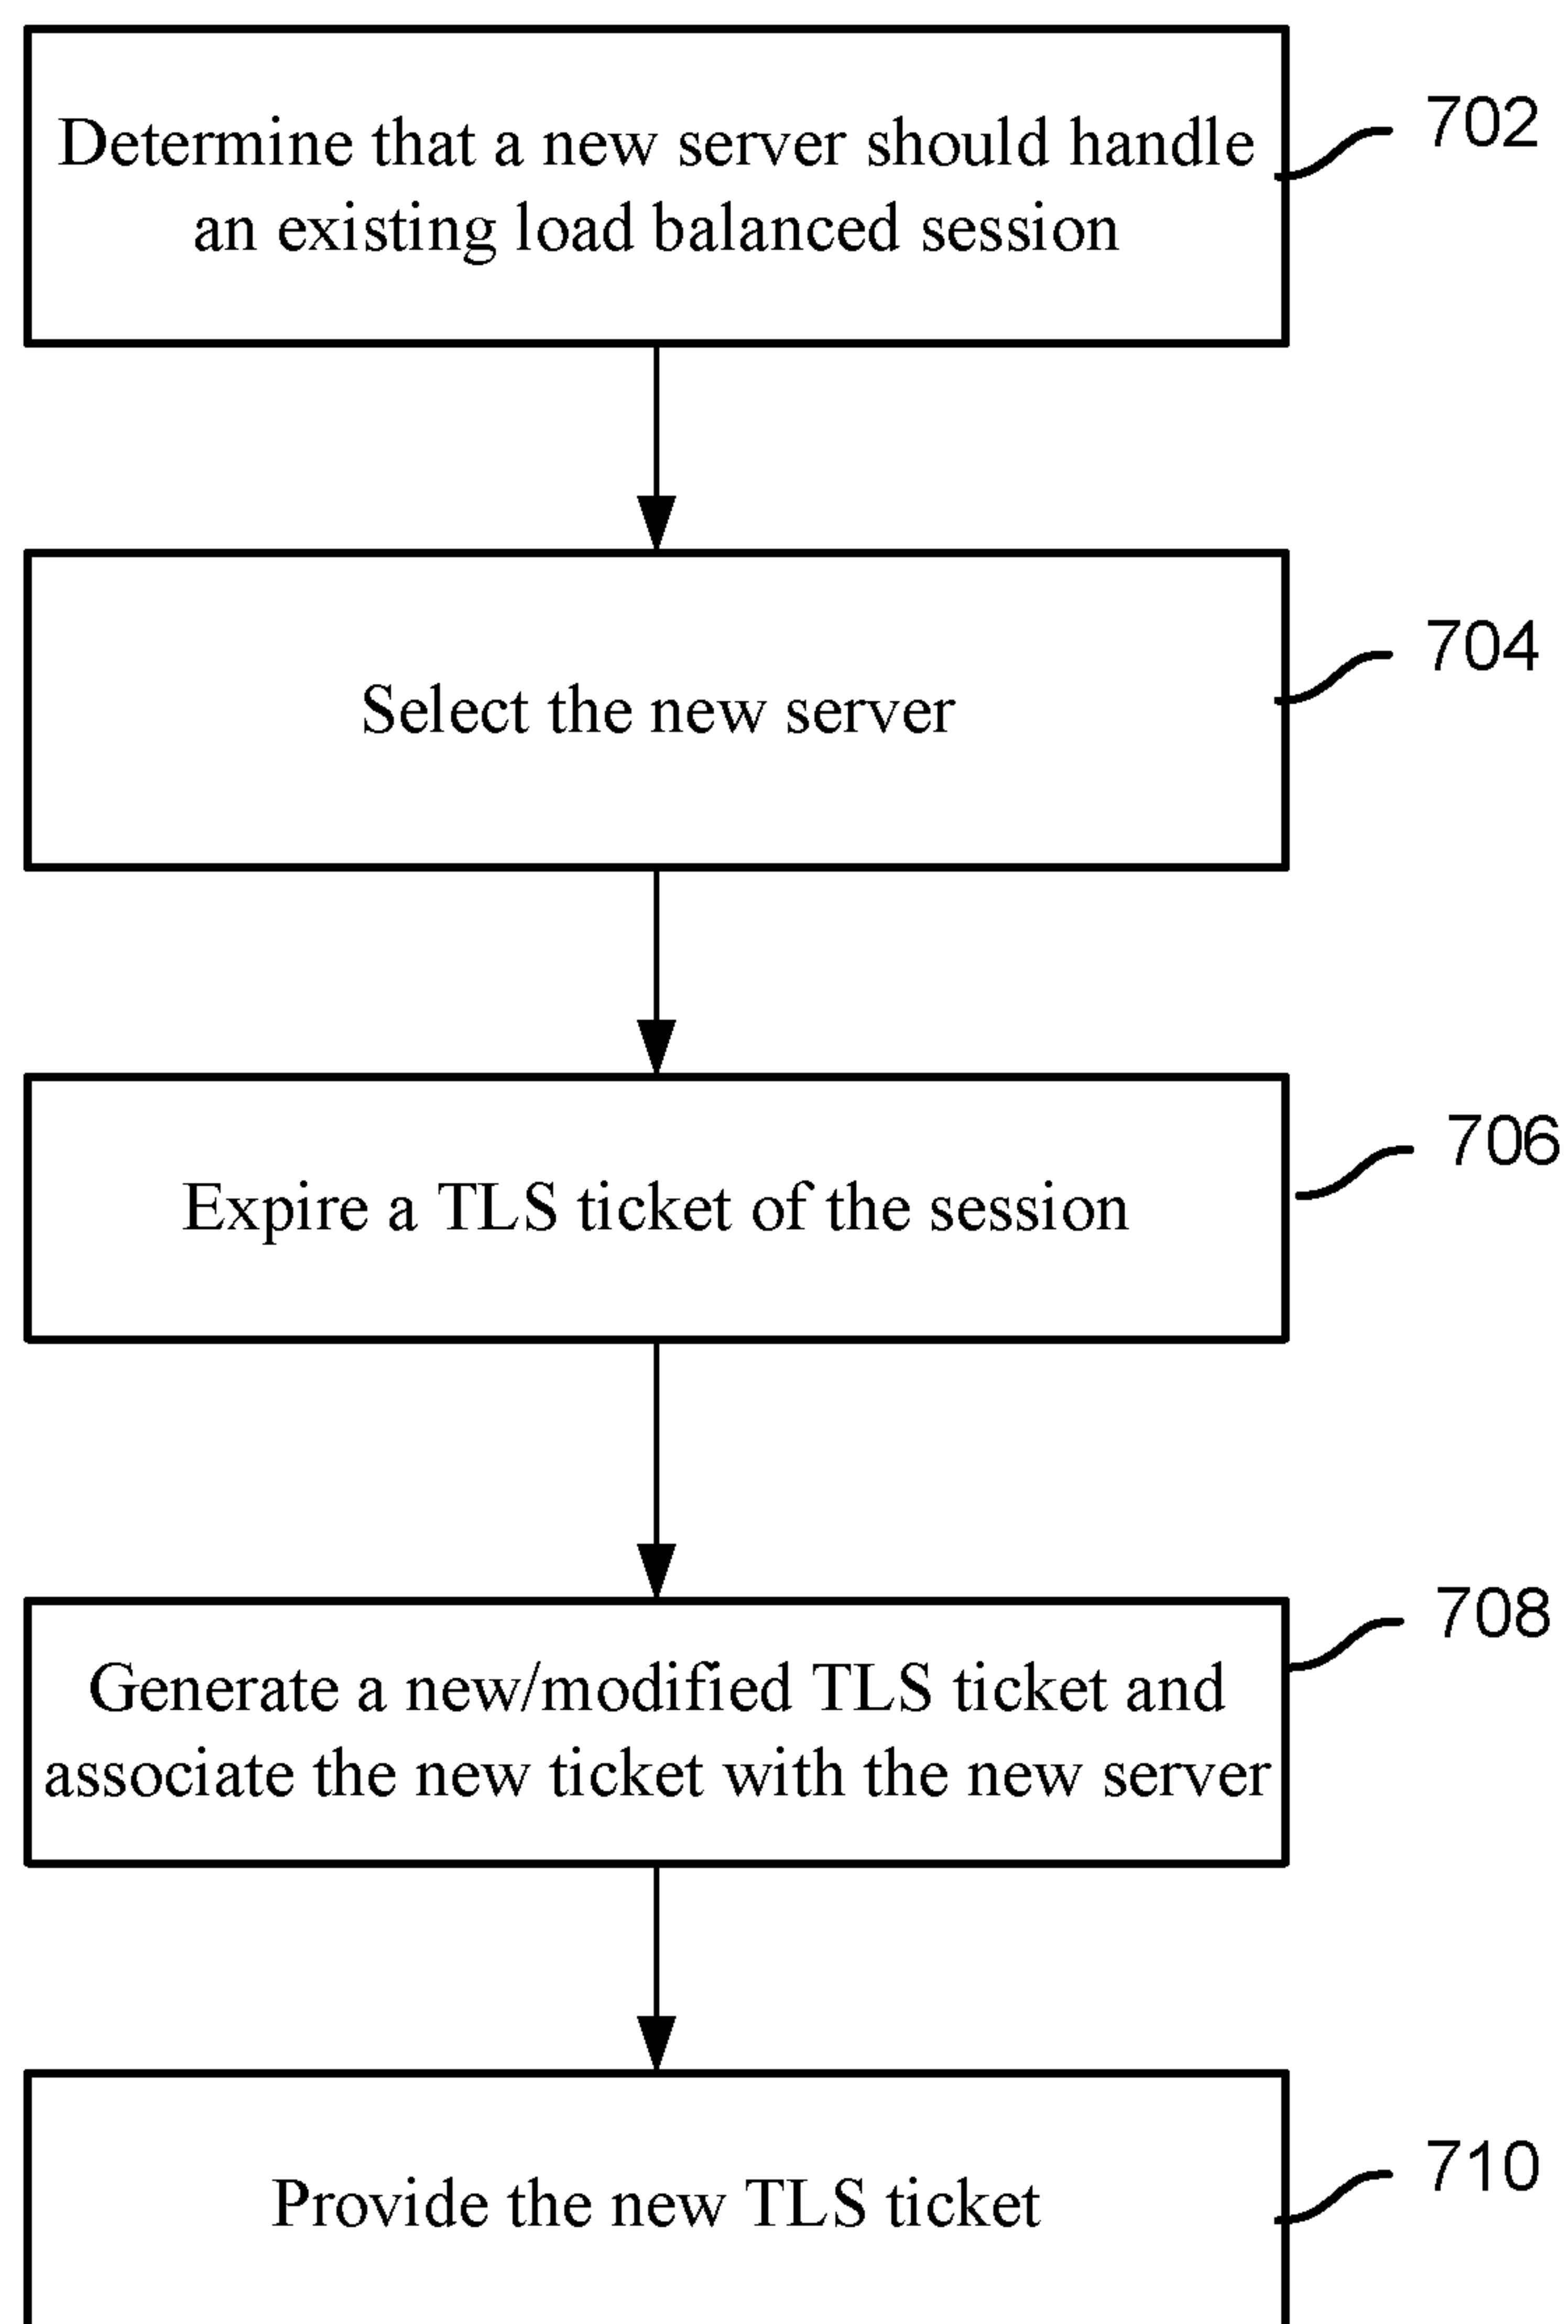 Determine that a new server should handle
an existing load balanced session
702
Select the new server
704
Expire a TLS ticket of the session
706
Generate a new/modified TLS ticket and
associate the new ticket with the new server
708
Provide the new TLS ticket
710